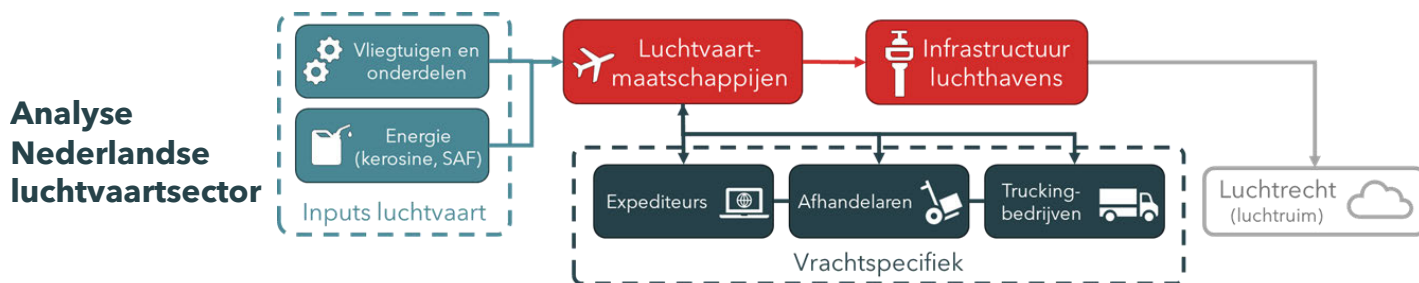 Analyse
Nederlandse
luchtvaartsector
Vliegtuigen en
onderdelen
Energie
(kerosine, SAF)
Inputs luchtvaart
Luchtvaart-
maatschappijen
Infrastructuur
luchthavens
Expediteurs
Afhandelaren
Trucking-
bedrijven
Vrachtspecifiek
Luchtrecht
(luchtruim)